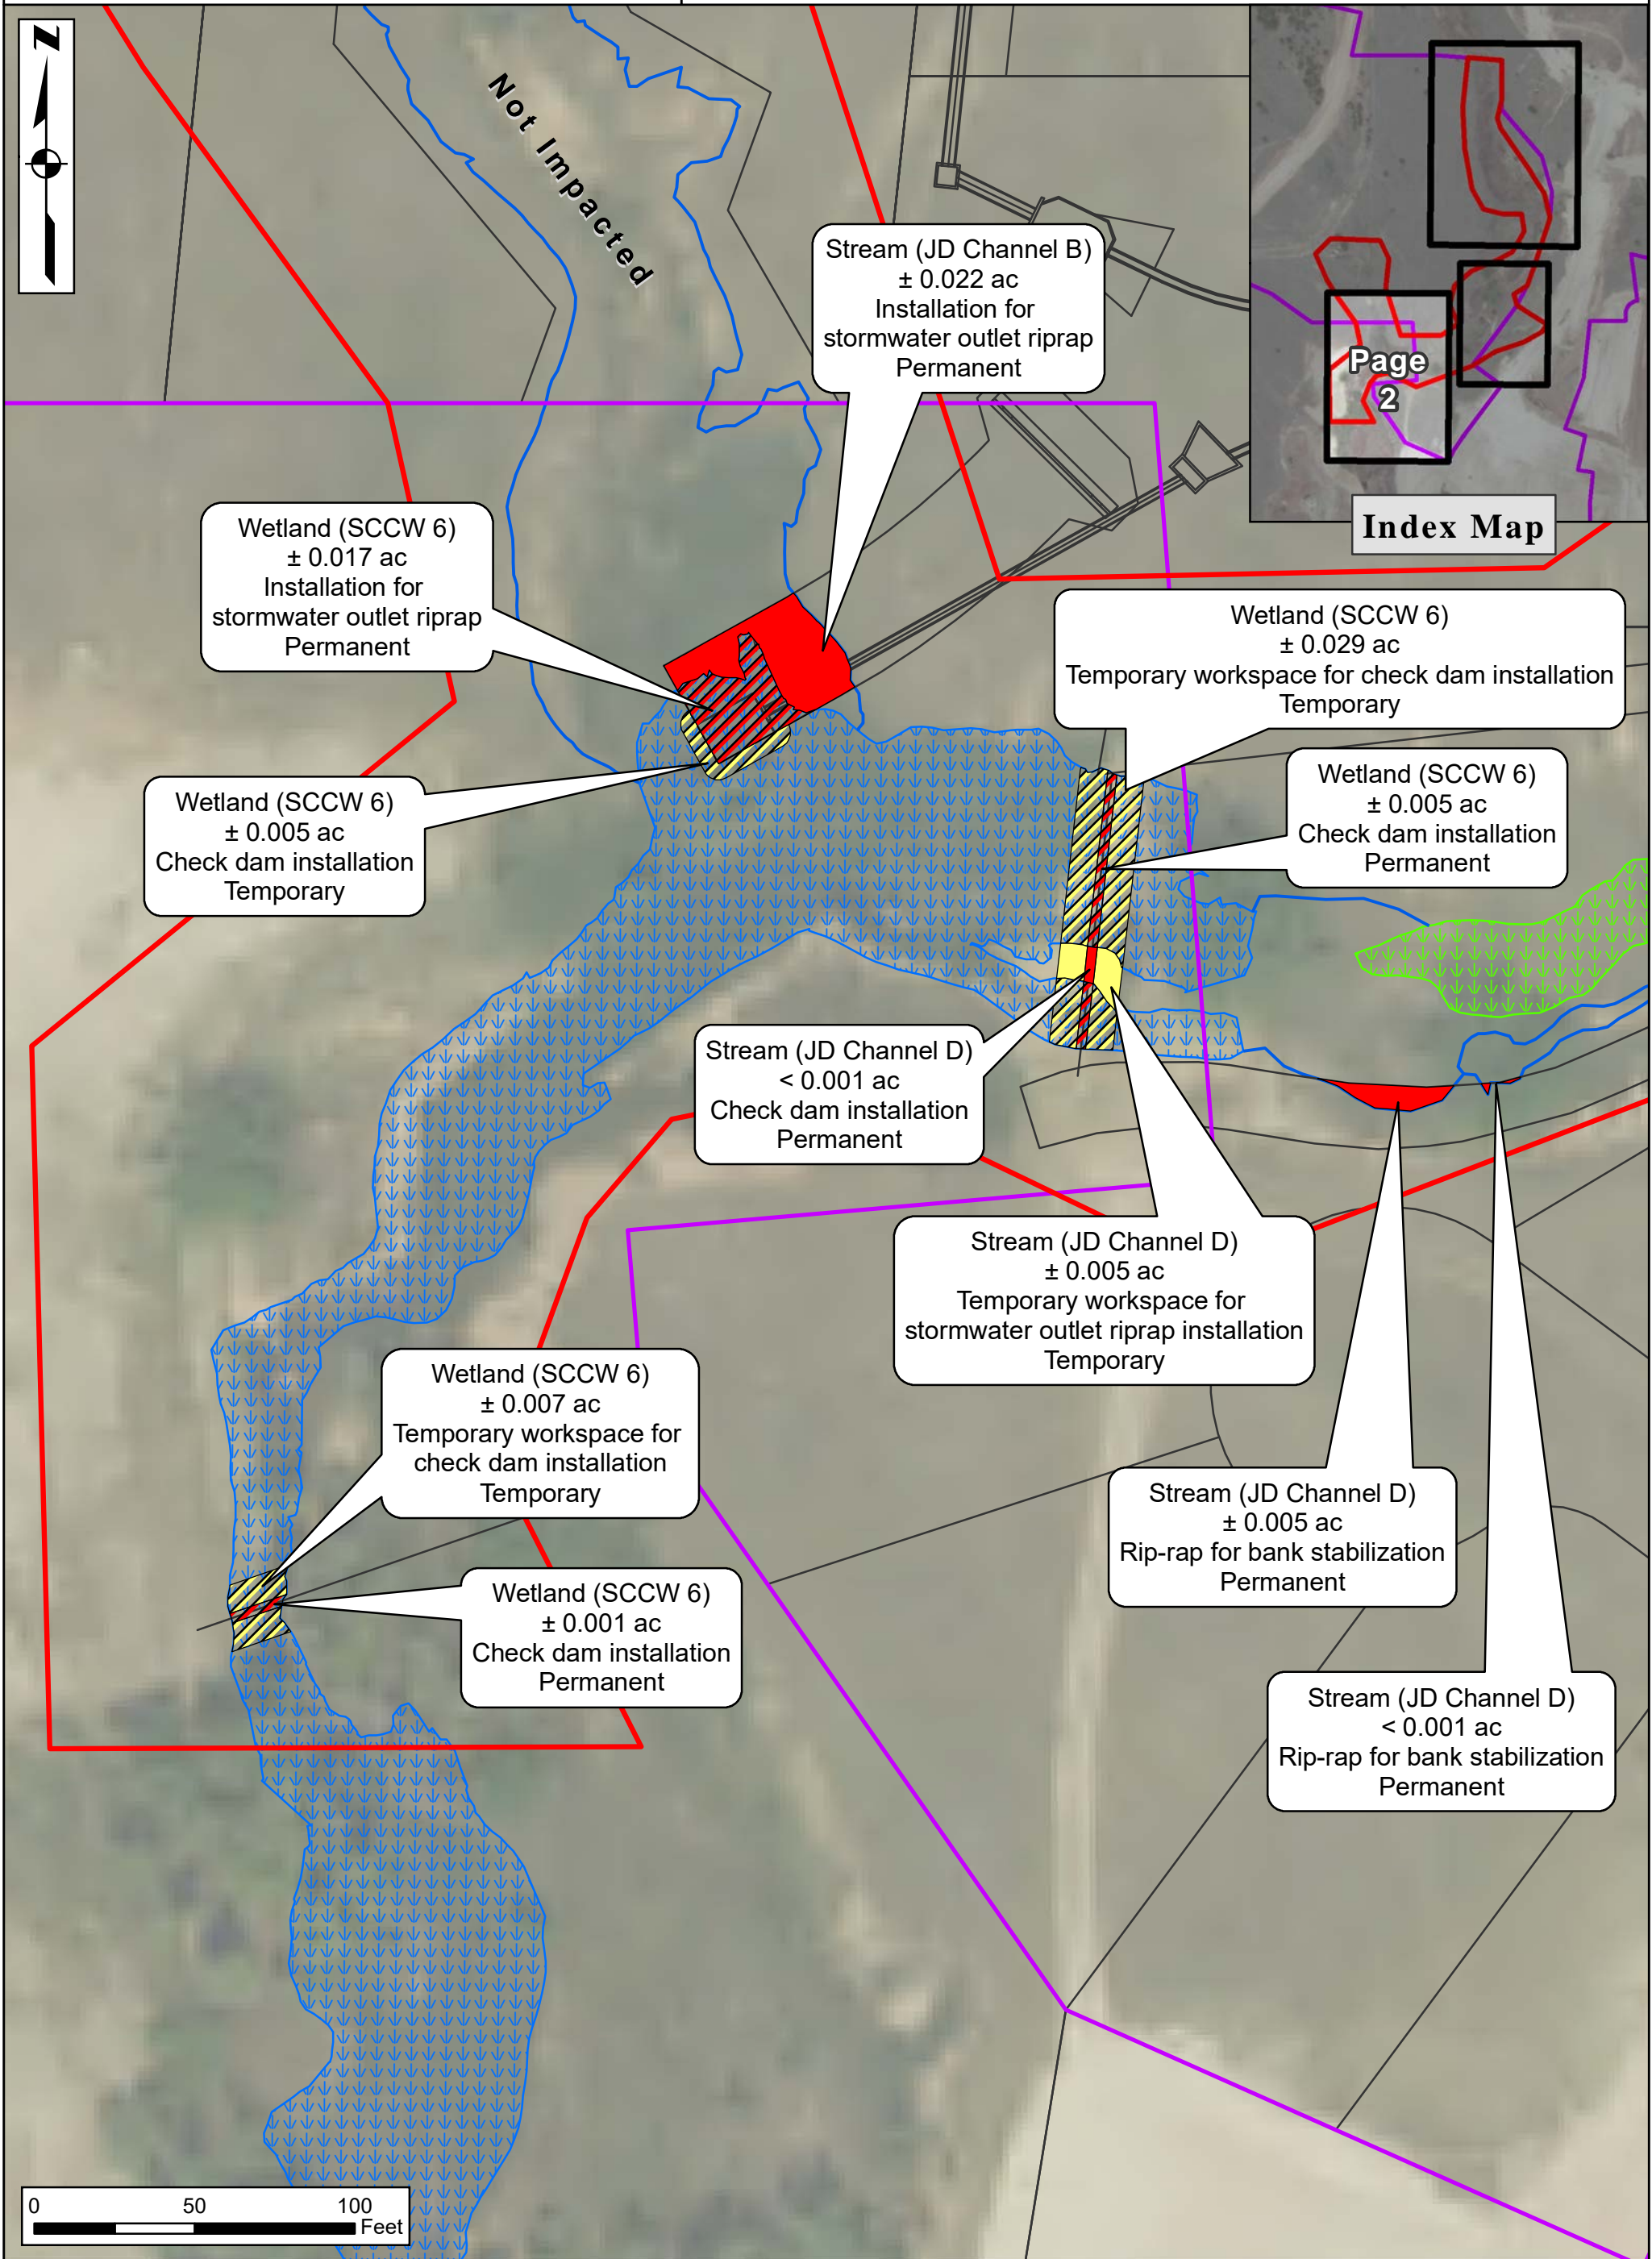 N
Not Impacted
Stream (JD Channel B)
± 0.022 ac
Installation for
stormwater outlet riprap
Permanent
Page
2
Index Map
Wetland (SCCW 6)
± 0.017 ac
Installation for
stormwater outlet riprap
Permanent
Wetland (SCCW 6)
± 0.029 ac
Temporary workspace for check dam installation
Temporary
Wetland (SCCW 6)
± 0.005 ac
Check dam installation
Permanent
Wetland (SCCW 6)
± 0.005 ac
Check dam installation
Temporary
Stream (JD Channel D)
< 0.001 ac
Check dam installation
Permanent
Stream (JD Channel D)
± 0.005 ac
Temporary workspace for
stormwater outlet riprap installation
Temporary
Wetland (SCCW 6)
± 0.007 ac
Temporary workspace for
check dam installation
Temporary
Stream (JD Channel D)
± 0.005 ac
Rip-rap for bank stabilization
Permanent
Wetland (SCCW 6)
± 0.001 ac
Check dam installation
Permanent
Stream (JD Channel D)
< 0.001 ac
Rip-rap for bank stabilization
Permanent
0 50 100
Feet